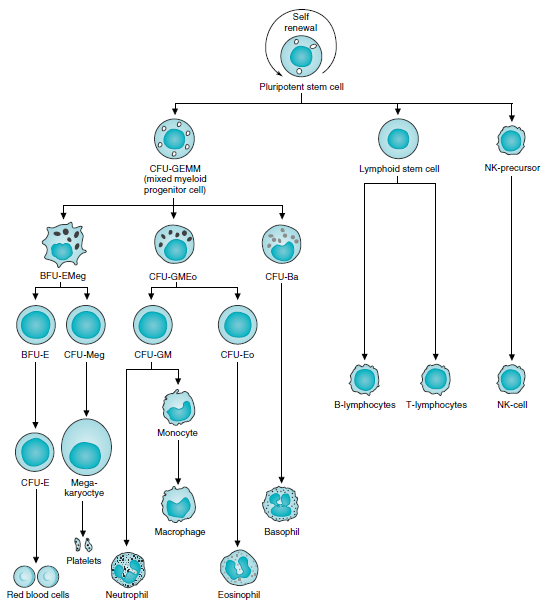 Self
renewal
Pluripotent stem cell
CFU-GEMM
(mixed myeloid
progenitor cell)
Lymphoid stem cell
NK-precursor
BFU-EMeg
CFU-GMEo
CFU-Ba
BFU-E
CFU-Meg
CFU-GM
CFU-Eo
B-lymphocytes
T-lymphocytes
NK-cell
Monocyte
CFU-E
Mega-
karyoctye
Macrophage
Basophil
Platelets
Red blood cells
Neutrophil
Eosinophil